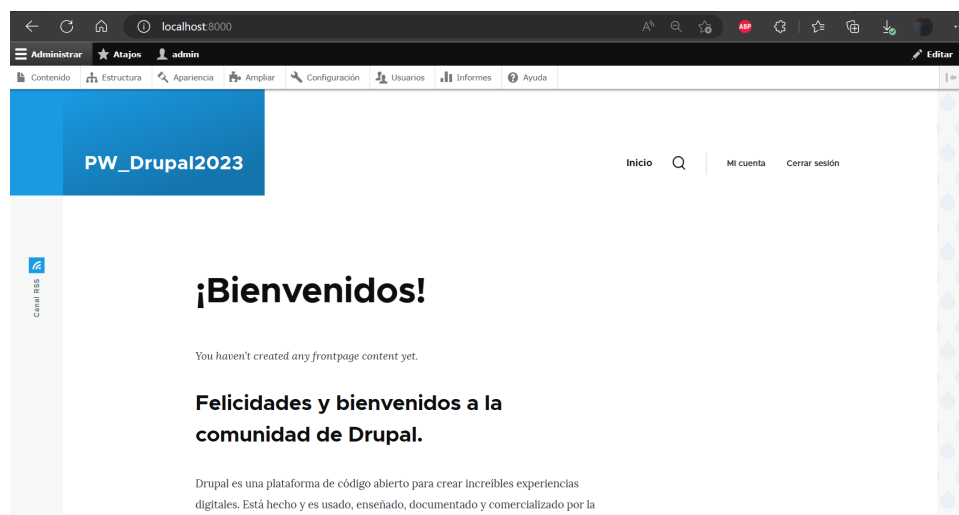 localhost:8000
ABP
Administrar Atajos admin Editar
Contenido Estructura Apariencia Ampliar Configuración Usuarios Informes Ayuda
PW_Drupal2023
Inicio Mi cuenta Cerrar sesión
Canal RSS
¡Bienvenidos!
You haven't created any frontpage content yet.
Felicidades y bienvenidos a la
comunidad de Drupal.
Drupal es una plataforma de código abierto para crear increíbles experiencias
digitales. Está hecho y es usado, enseñado, documentado y comercializado por la